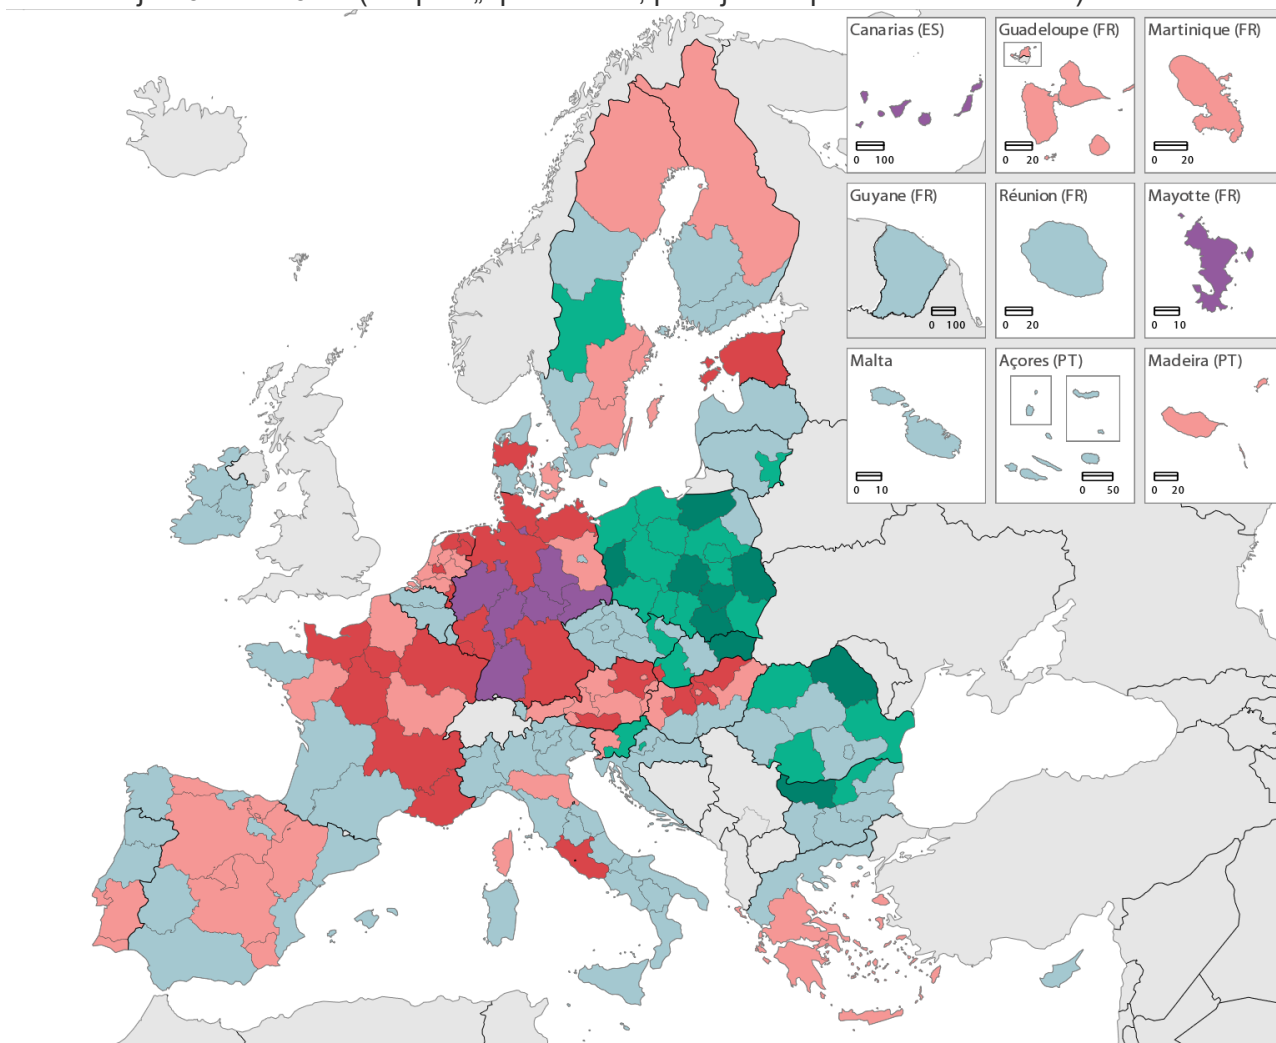 Canarias (ES)
0 100
Guadeloupe (FR)
0 20
Martinique (FR)
0 20
Guyane (FR)
0 100
Réunion (FR)
0 20
Mayotte (FR)
0 10
Malta
0 10
Açores (PT)
0 50
Madeira (PT)
0 20